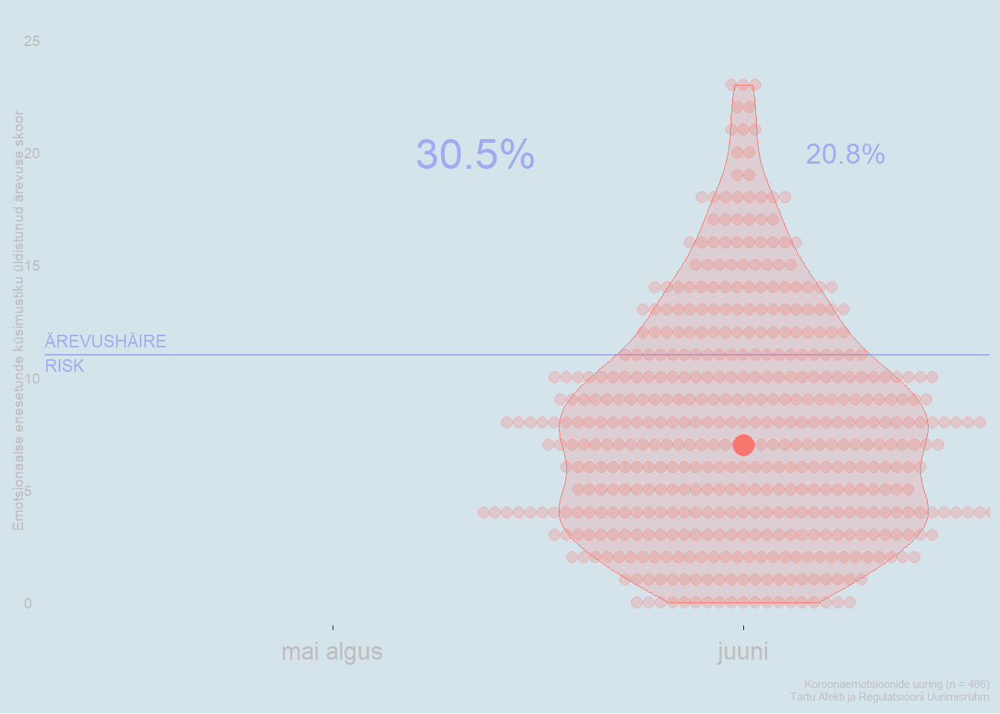 25
20
15
10
5
0
Emotsionaalse enesetunde küsimustiku üldistunud ärevuse skoor
30.5%
20.8%
ÄREVUSHÄIRE
RISK
mai algus
juuni
Koroonaemotsioonide uuring (n = 466)
Tartu Afekti ja Regulatsiooni Uurimisrühm